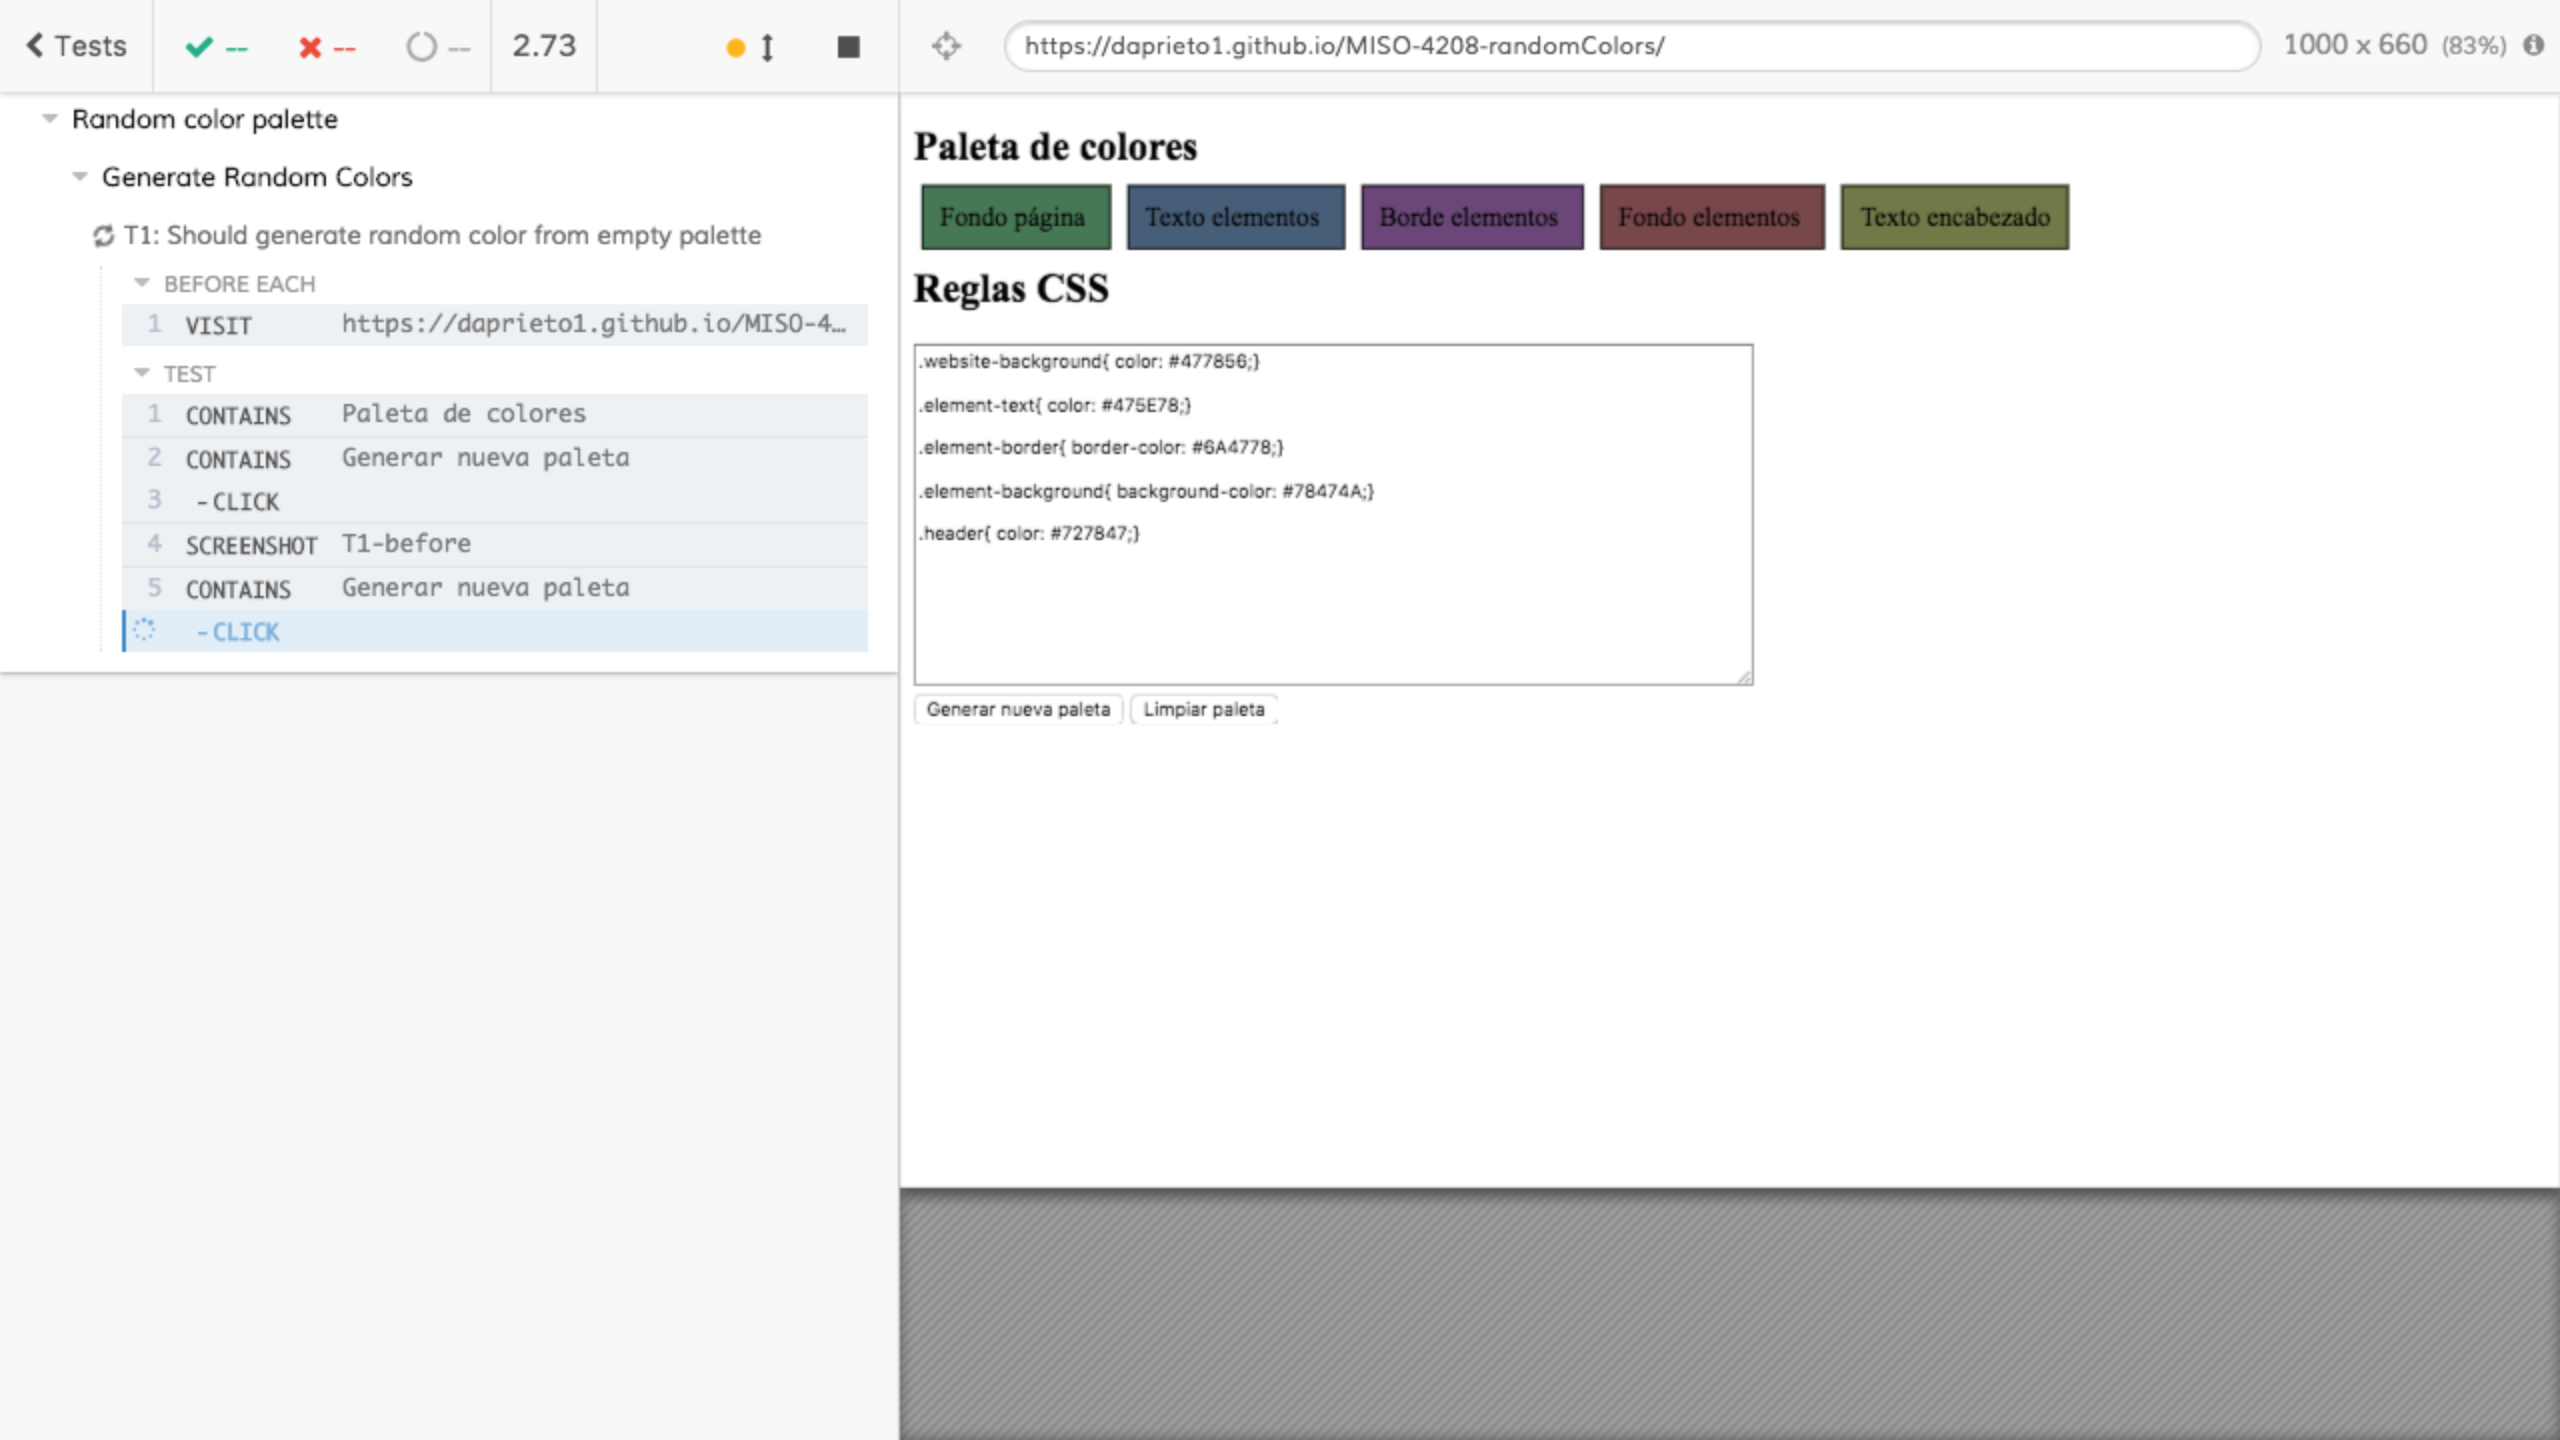 Tests -- -- -- 2.73
https://daprieto1.github.io/MISO-4208-randomColors/ 1000 x 660 (83%)
Random color palette
Generate Random Colors
T1: Should generate random color from empty palette
BEFORE EACH
1 VISIT https://daprieto1.github.io/MISO-4…
TEST
1 CONTAINS Paleta de colores
2 CONTAINS Generar nueva paleta
3 -CLICK
4 SCREENSHOT T1-before
5 CONTAINS Generar nueva paleta
-CLICK
Paleta de colores
Fondo página Texto elementos Borde elementos Fondo elementos Texto encabezado
Reglas CSS
.website-background{ color: #477856;}
.element-text{ color: #475E78;}
.element-border{ border-color: #6A4778;}
.element-background{ background-color: #78474A;}
.header{ color: #727847;}
Generar nueva paleta Limpiar paleta